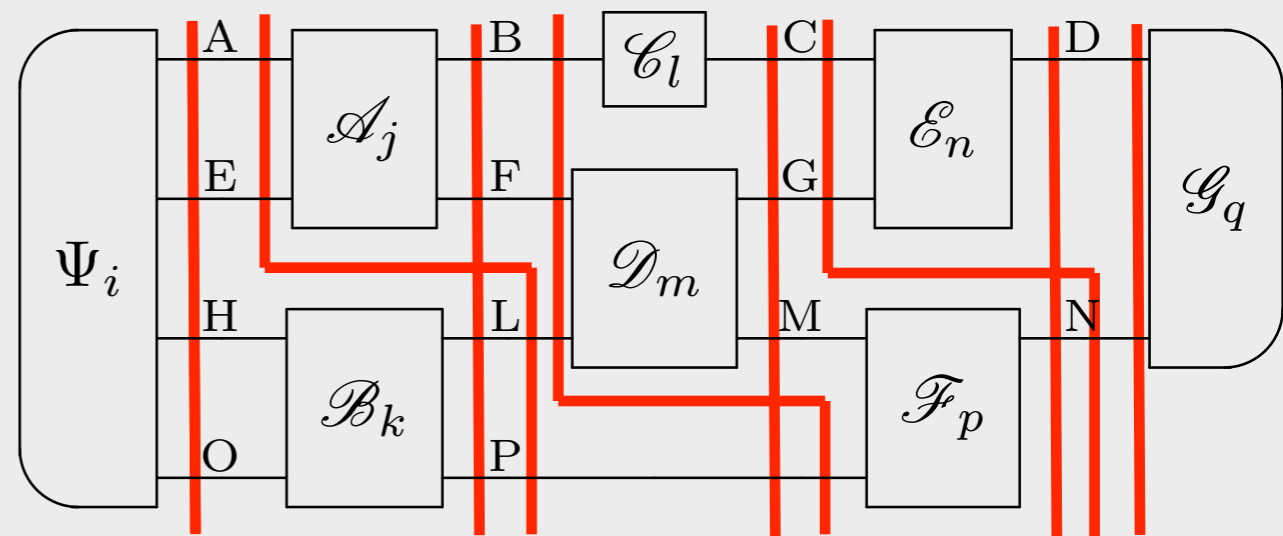 A B C D
𝒞_l
𝒜_j ℰ_n
E F G
𝒢_q
Ψ_i 𝒟_m
H L M N
ℬ_k ℱ_p
O P